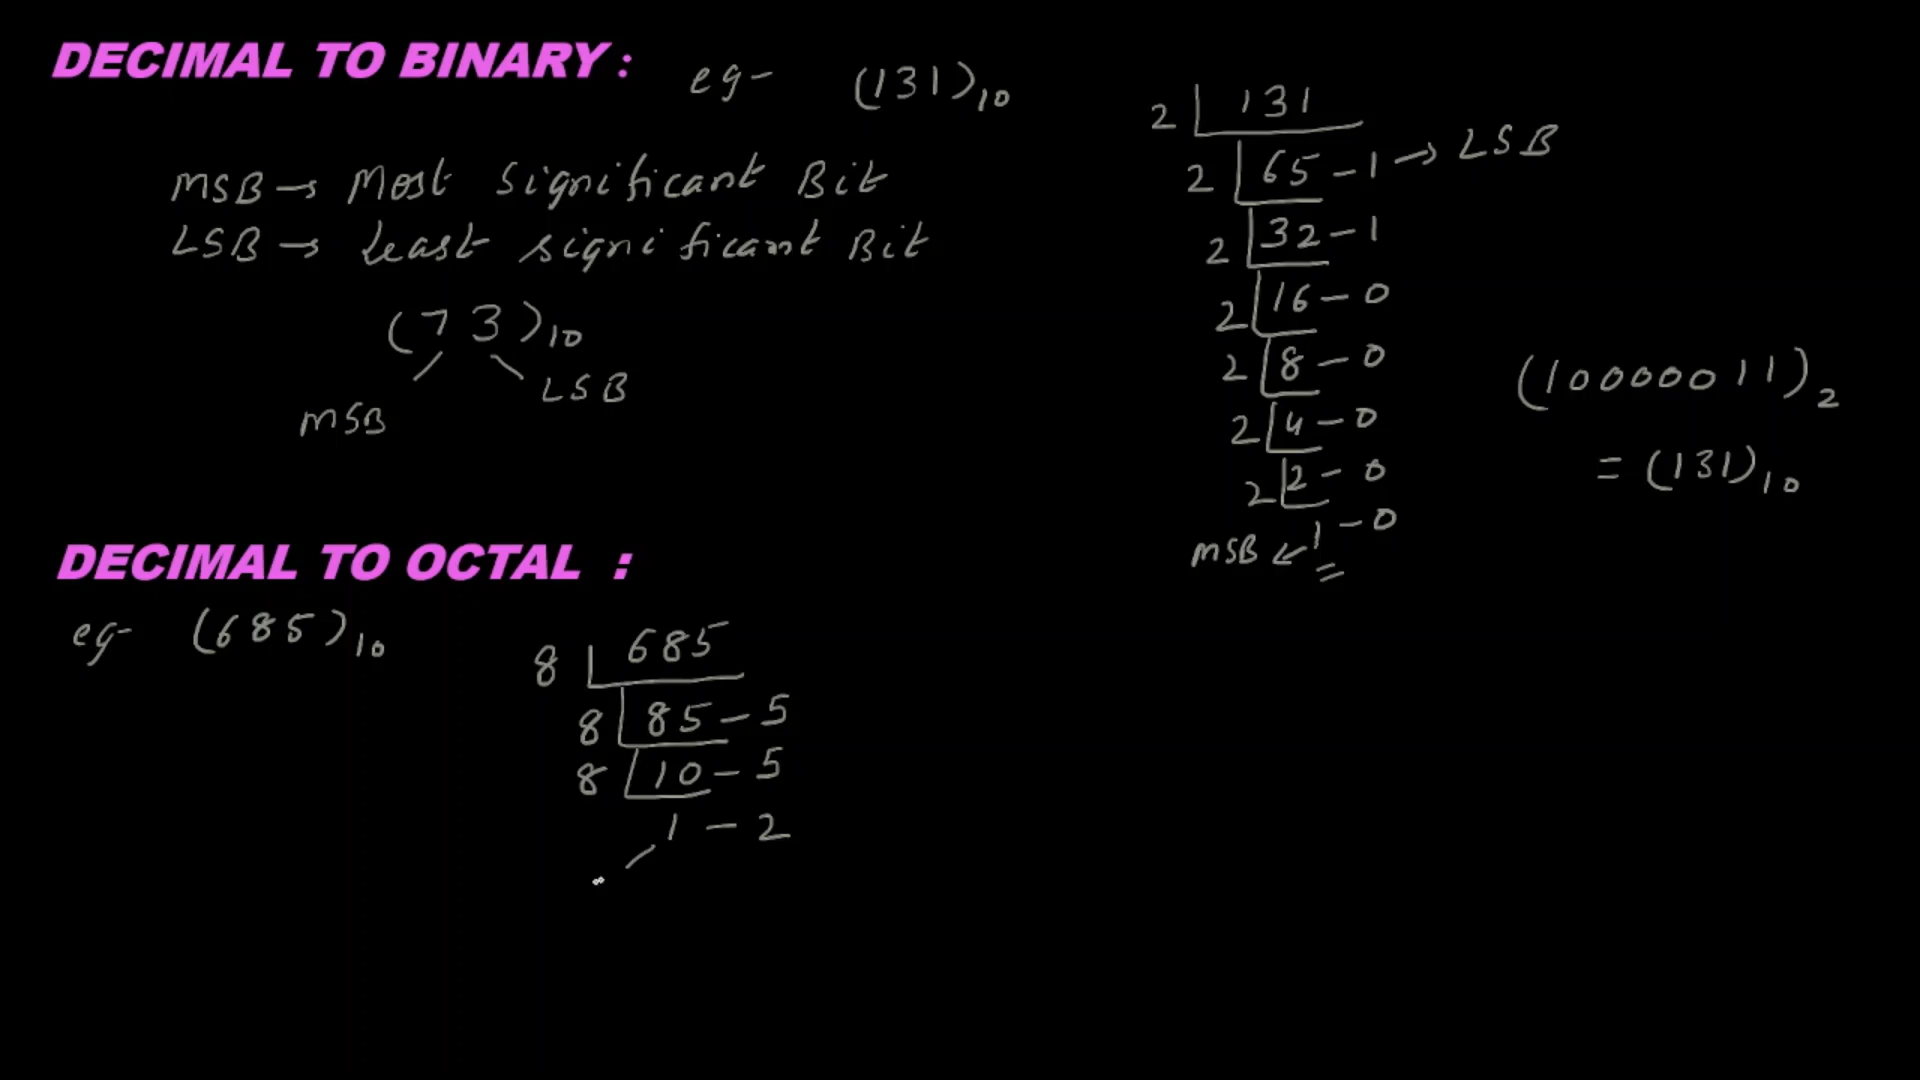 DECIMAL TO BINARY :
eg- (131)10
MSB → Most Significant Bit
LSB → Least significant Bit
(73)10
MSB LSB
2 131
2 65 - 1 → LSB
2 32 - 1
2 16 - 0
2 8 - 0
2 4 - 0
2 2 - 0
MSB ← 1 - 0
(10000011)2
= (131)10
DECIMAL TO OCTAL :
eg- (685)10
8 685
8 85 - 5
8 10 - 5
1 - 2